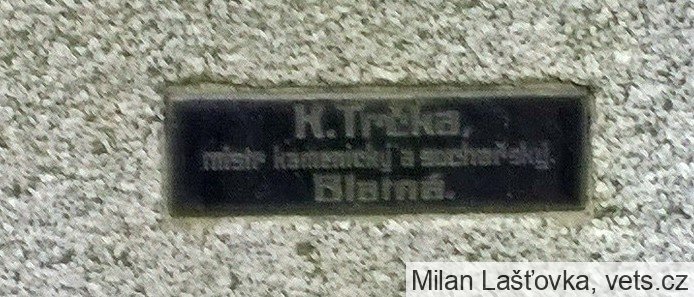 K. Trčka,
mistr kamenický a sochařský.
Blatná.
Milan Lašťovka, vets.cz